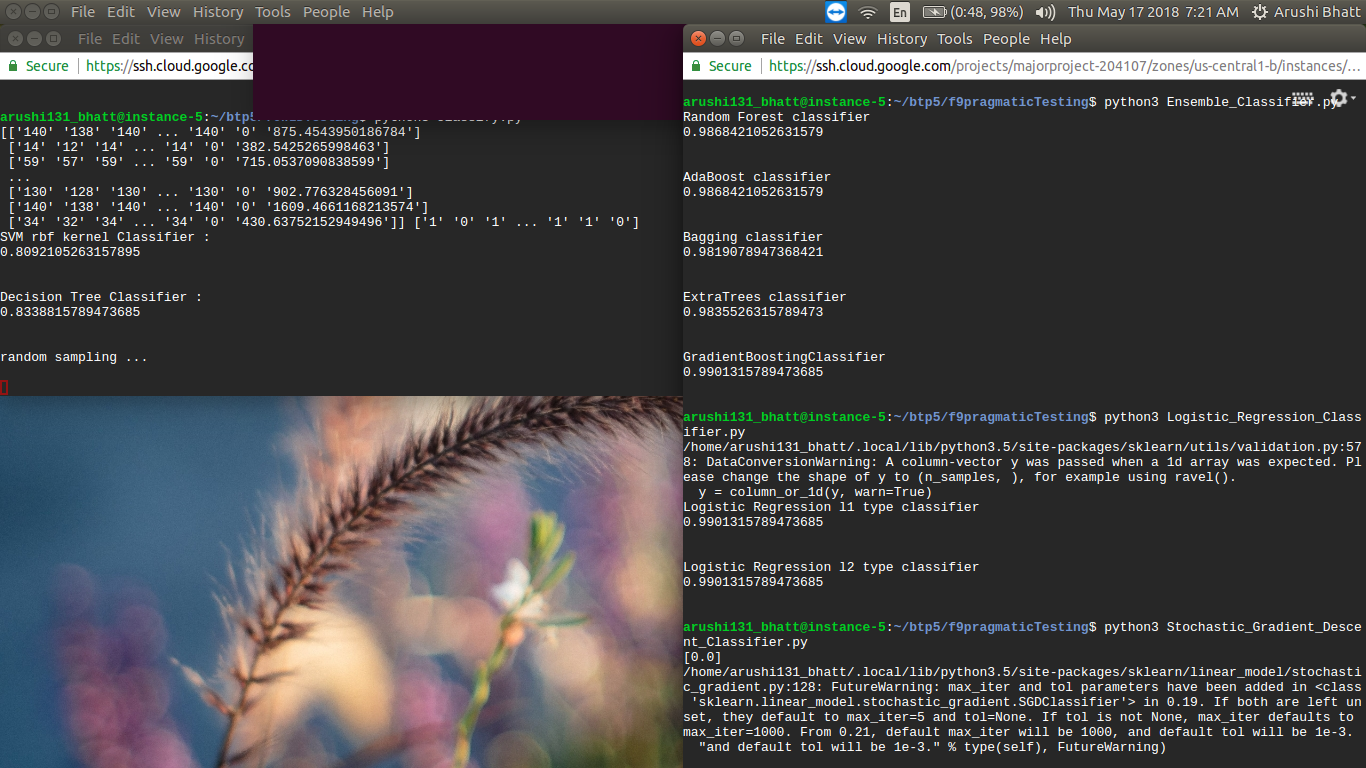 File Edit View History Tools People Help
En (0:48, 98%) Thu May 17 2018 7:21 AM Arushi Bhatt
File Edit View History
Secure https://ssh.cloud.google.co
arushi131_bhatt@instance-5:~/btp5/
[['140' '138' '140' ... '140' '0' '875.4543950186784']
['14' '12' '14' ... '14' '0' '382.5425265998463']
['59' '57' '59' ... '59' '0' '715.0537090838599']
...
['130' '128' '130' ... '130' '0' '902.776328456091']
['140' '138' '140' ... '140' '0' '1609.4661168213574']
['34' '32' '34' ... '34' '0' '430.63752152949496']] ['1' '0' '1' ... '1' '1' '0']
SVM rbf kernel Classifier :
0.8092105263157895
Decision Tree Classifier :
0.8338815789473685
random sampling ...
File Edit View History Tools People Help
Secure https://ssh.cloud.google.com/projects/majorproject-204107/zones/us-central1-b/instances/...
arushi131_bhatt@instance-5:~/btp5/f9pragmaticTesting$ python3 Ensemble_Classifier.py
Random Forest classifier
0.9868421052631579
AdaBoost classifier
0.9868421052631579
Bagging classifier
0.9819078947368421
ExtraTrees classifier
0.9835526315789473
GradientBoostingClassifier
0.9901315789473685
arushi131_bhatt@instance-5:~/btp5/f9pragmaticTesting$ python3 Logistic_Regression_Class
ifier.py
/home/arushi131_bhatt/.local/lib/python3.5/site-packages/sklearn/utils/validation.py:57
8: DataConversionWarning: A column-vector y was passed when a 1d array was expected. Pl
ease change the shape of y to (n_samples, ), for example using ravel().
y = column_or_1d(y, warn=True)
Logistic Regression l1 type classifier
0.9901315789473685
Logistic Regression l2 type classifier
0.9901315789473685
arushi131_bhatt@instance-5:~/btp5/f9pragmaticTesting$ python3 Stochastic_Gradient_Desce
nt_Classifier.py
[0.0]
/home/arushi131_bhatt/.local/lib/python3.5/site-packages/sklearn/linear_model/stochasti
c_gradient.py:128: FutureWarning: max_iter and tol parameters have been added in <class
'sklearn.linear_model.stochastic_gradient.SGDClassifier'> in 0.19. If both are left un
set, they default to max_iter=5 and tol=None. If tol is not None, max_iter defaults to
max_iter=1000. From 0.21, default max_iter will be 1000, and default tol will be 1e-3.
"and default tol will be 1e-3." % type(self), FutureWarning)